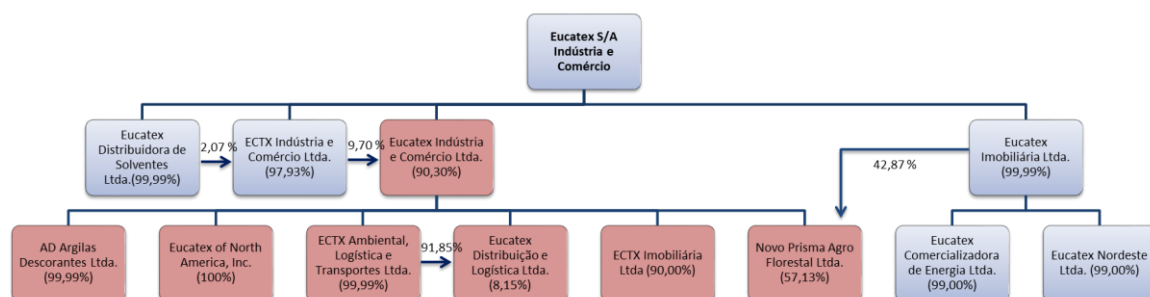 Eucatex S/A
Indústria e
Comércio
Eucatex
Distribuidora de
Solventes
Ltda.(99,99%)
2,07 %
ECTX Indústria e
Comércio Ltda.
(97,93%)
9,70 %
Eucatex Indústria
e Comércio Ltda.
(90,30%)
Eucatex
Imobiliária Ltda.
(99,99%)
42,87 %
AD Argilas
Descorantes Ltda.
(99,99%)
Eucatex of North
America, Inc.
(100%)
ECTX Ambiental,
Logística e
Transportes Ltda.
(99,99%)
91,85%
Eucatex
Distribuição e
Logística Ltda.
(8,15%)
ECTX Imobiliária
Ltda (90,00%)
Novo Prisma Agro
Florestal Ltda.
(57,13%)
Eucatex
Comercializadora
de Energia Ltda.
(99,00%)
Eucatex Nordeste
Ltda. (99,00%)